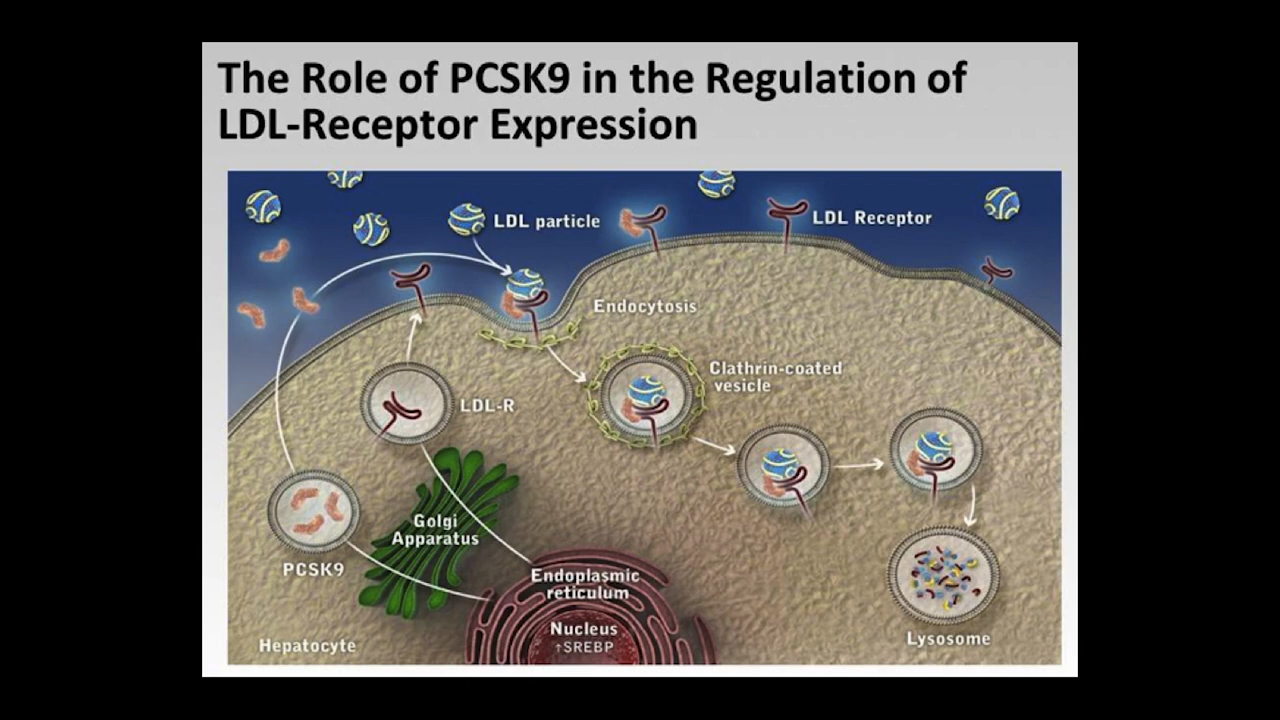 The Role of PCSK9 in the Regulation of
LDL-Receptor Expression
LDL particle
LDL Receptor
Endocytosis
Clathrin-coated
vesicle
LDL-R
Golgi
Apparatus
PCSK9
Endoplasmic
reticulum
Nucleus
↑SREBP
Lysosome
Hepatocyte